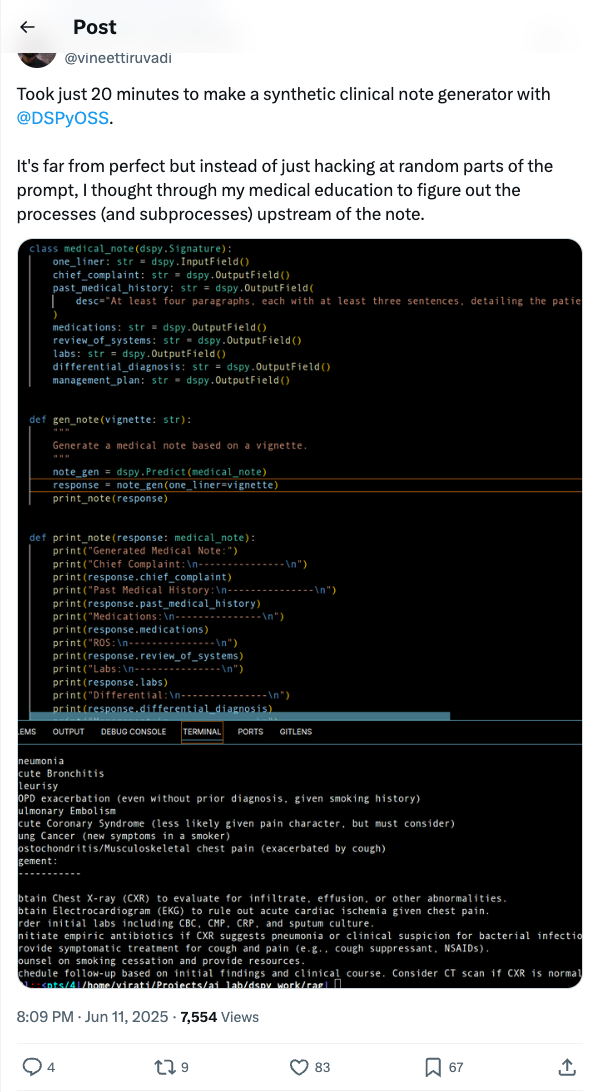 Post
@vineettiruvadi
Took just 20 minutes to make a synthetic clinical note generator with
@DSPyOSS.
It's far from perfect but instead of just hacking at random parts of the
prompt, I thought through my medical education to figure out the
processes (and subprocesses) upstream of the note.
class medical_note(dspy.Signature):
one_liner: str = dspy.InputField()
chief_complaint: str = dspy.OutputField()
past_medical_history: str = dspy.OutputField(
desc="At least four paragraphs, each with at least three sentences, detailing the patie
)
medications: str = dspy.OutputField()
review_of_systems: str = dspy.OutputField()
labs: str = dspy.OutputField()
differential_diagnosis: str = dspy.OutputField()
management_plan: str = dspy.OutputField()
def gen_note(vignette: str):
"""
Generate a medical note based on a vignette.
"""
note_gen = dspy.Predict(medical_note)
response = note_gen(one_liner=vignette)
print_note(response)
def print_note(response: medical_note):
print("Generated Medical Note:")
print("Chief Complaint:\n---------------\n")
print(response.chief_complaint)
print("Past Medical History:\n---------------\n")
print(response.past_medical_history)
print("Medications:\n---------------\n")
print(response.medications)
print("ROS:\n---------------\n")
print(response.review_of_systems)
print("Labs:\n---------------\n")
print(response.labs)
print("Differential:\n---------------\n")
print(response.differential_diagnosis)
LEMS OUTPUT DEBUG CONSOLE TERMINAL PORTS GITLENS
neumonia
cute Bronchitis
leurisy
OPD exacerbation (even without prior diagnosis, given smoking history)
ulmonary Embolism
cute Coronary Syndrome (less likely given pain character, but must consider)
ung Cancer (new symptoms in a smoker)
ostochondritis/Musculoskeletal chest pain (exacerbated by cough)
gement:
-----------
btain Chest X-ray (CXR) to evaluate for infiltrate, effusion, or other abnormalities.
btain Electrocardiogram (EKG) to rule out acute cardiac ischemia given chest pain.
rder initial labs including CBC, CMP, CRP, and sputum culture.
nitiate empiric antibiotics if CXR suggests pneumonia or clinical suspicion for bacterial infectio
rovide symptomatic treatment for cough and pain (e.g., cough suppressant, NSAIDs).
ounsel on smoking cessation and provide resources.
chedule follow-up based on initial findings and clinical course. Consider CT scan if CXR is normal
<pts/4|/home/virati/Projects/ai_lab/dspy_work/rag|
8:09 PM · Jun 11, 2025 · 7,554 Views
4 9 83 67